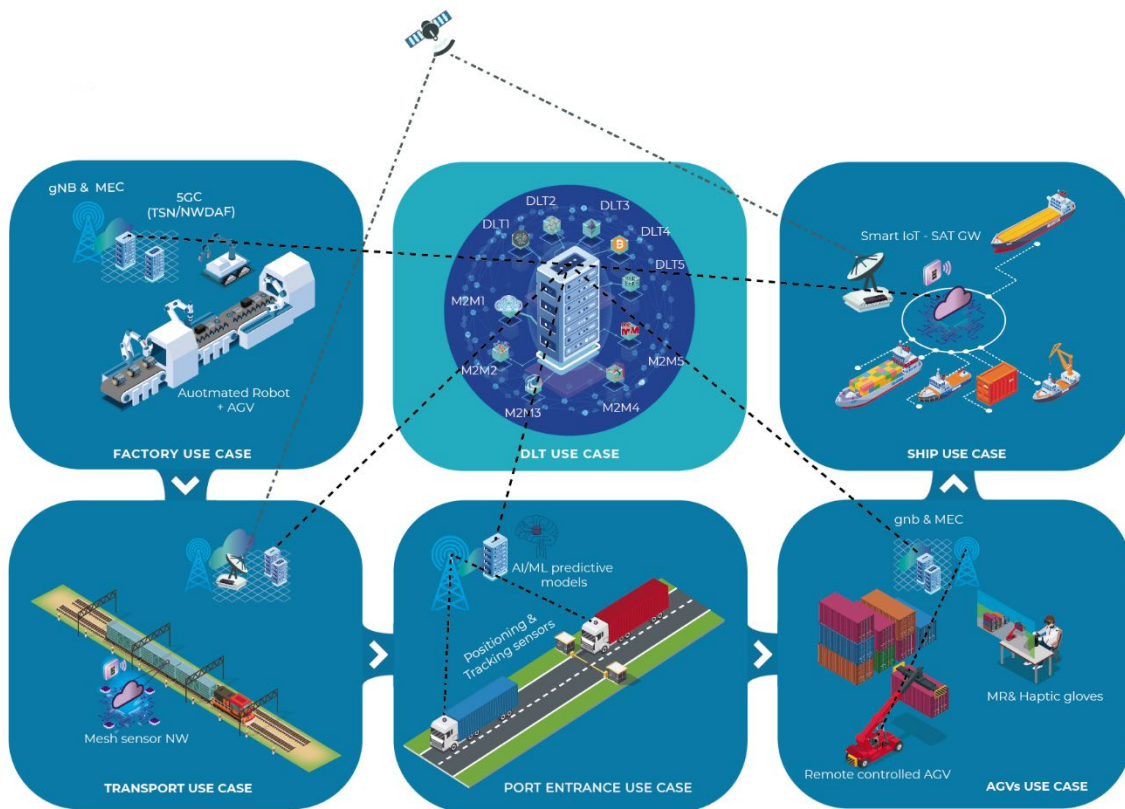 gNB & MEC
5GC
(TSN/NWDAF)
Auotmated Robot
+ AGV
FACTORY USE CASE
DLT1
DLT2
DLT3
DLT4
DLT5
M2M1
M2M2
M2M3
M2M4
M2M5
DLT USE CASE
Smart IoT - SAT GW
SHIP USE CASE
Mesh sensor NW
TRANSPORT USE CASE
AI/ML predictive
models
Positioning &
Tracking sensors
PORT ENTRANCE USE CASE
gnb & MEC
MR& Haptic gloves
Remote controlled AGV
AGVs USE CASE